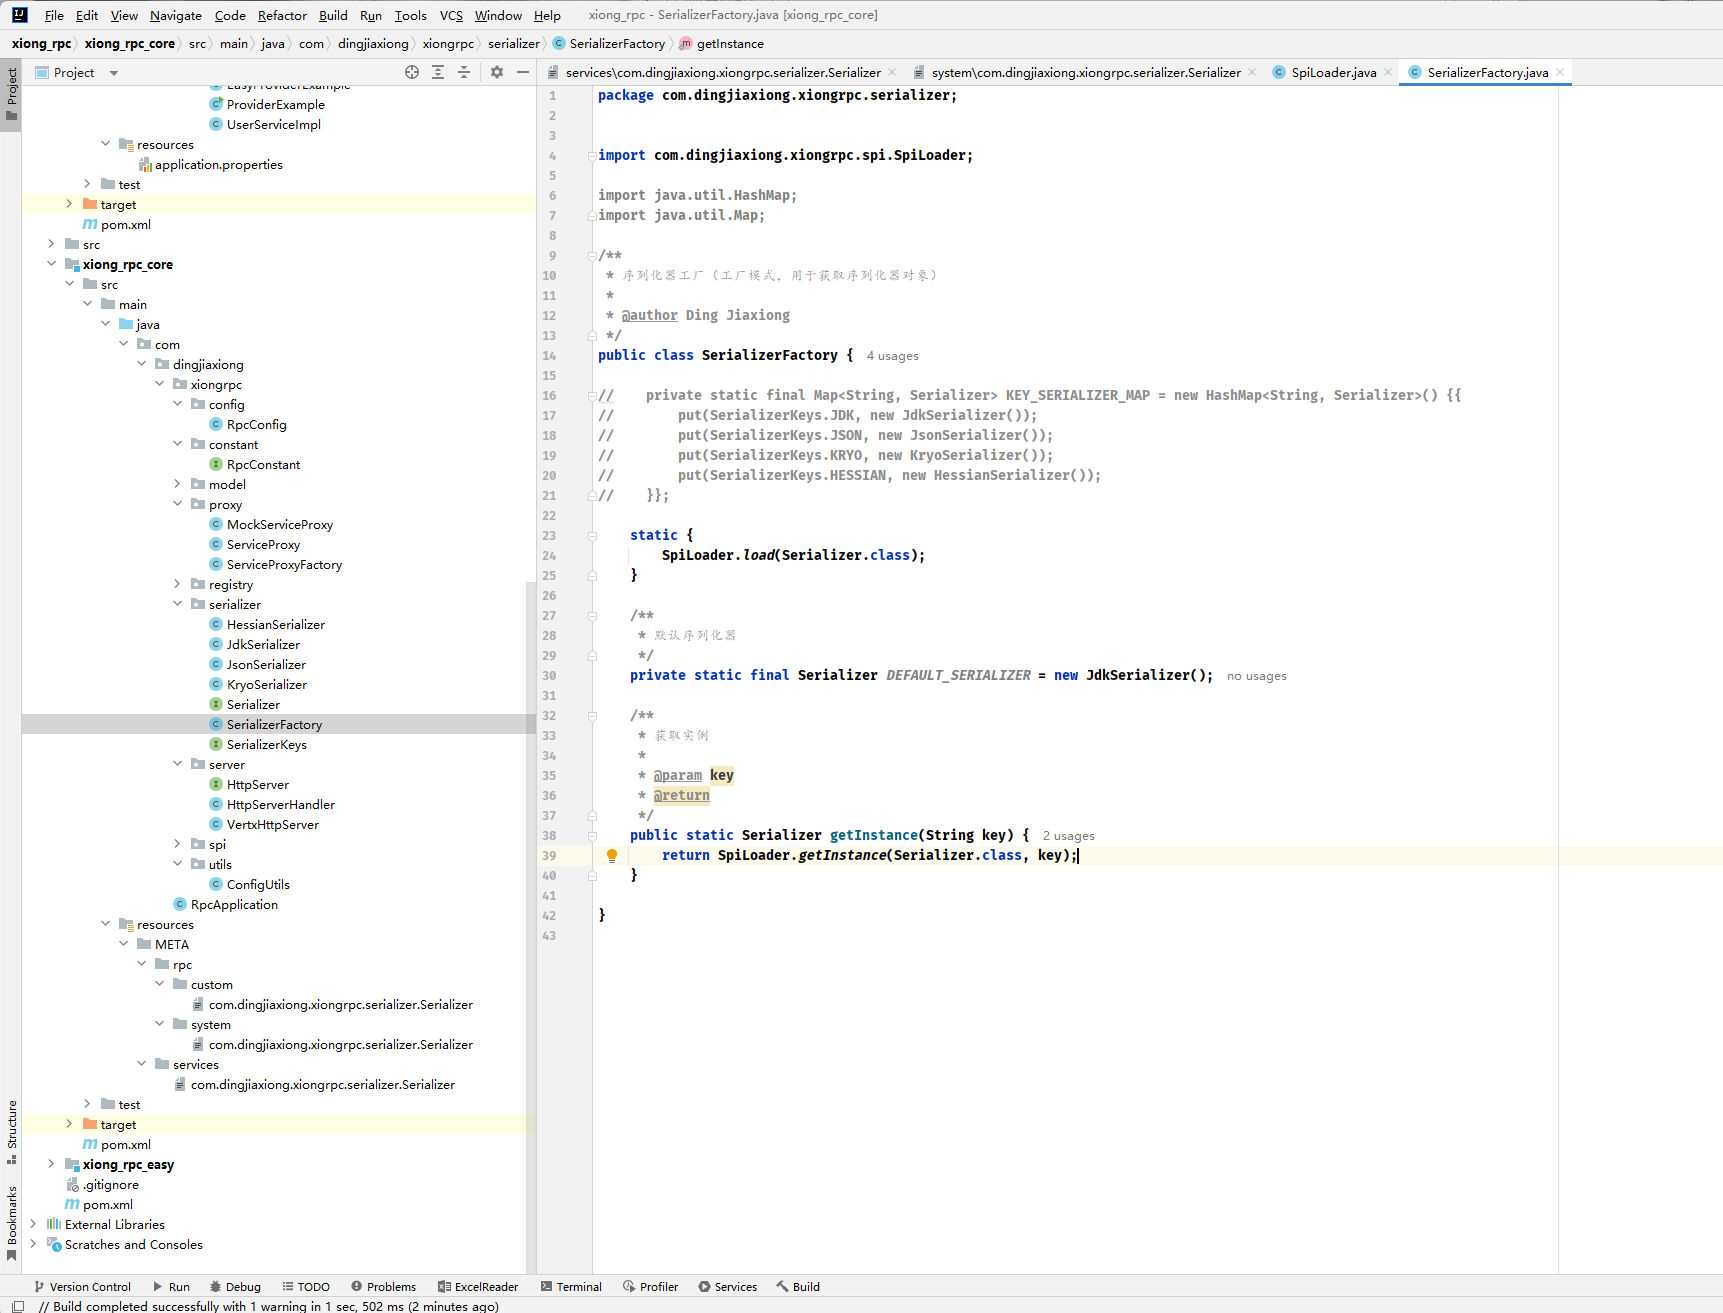 File Edit View Navigate Code Refactor Build Run Tools VCS Window Help xiong_rpc - SerializerFactory.java [xiong_rpc_core]
xiong_rpc xiong_rpc_core src main java com dingjiaxiong xiongrpc serializer SerializerFactory getInstance
Project
Project
services\com.dingjiaxiong.xiongrpc.serializer.Serializer
system\com.dingjiaxiong.xiongrpc.serializer.Serializer
SpiLoader.java
SerializerFactory.java
EasyProviderExample
ProviderExample
UserServiceImpl
resources
application.properties
test
target
pom.xml
src
xiong_rpc_core
src
main
java
com
dingjiaxiong
xiongrpc
config
RpcConfig
constant
RpcConstant
model
proxy
MockServiceProxy
ServiceProxy
ServiceProxyFactory
registry
serializer
HessianSerializer
JdkSerializer
JsonSerializer
KryoSerializer
Serializer
SerializerFactory
SerializerKeys
server
HttpServer
HttpServerHandler
VertxHttpServer
spi
utils
ConfigUtils
RpcApplication
resources
META
rpc
custom
com.dingjiaxiong.xiongrpc.serializer.Serializer
system
com.dingjiaxiong.xiongrpc.serializer.Serializer
services
com.dingjiaxiong.xiongrpc.serializer.Serializer
test
target
pom.xml
xiong_rpc_easy
.gitignore
pom.xml
External Libraries
Scratches and Consoles
Structure
Bookmarks
1 package com.dingjiaxiong.xiongrpc.serializer;
2
3
4 import com.dingjiaxiong.xiongrpc.spi.SpiLoader;
5
6 import java.util.HashMap;
7 import java.util.Map;
8
9 /**
10 * 序列化器工厂（工厂模式，用于获取序列化器对象）
11 *
12 * @author Ding Jiaxiong
13 */
14 public class SerializerFactory { 4 usages
15
16 // private static final Map<String, Serializer> KEY_SERIALIZER_MAP = new HashMap<String, Serializer>() {{
17 // put(SerializerKeys.JDK, new JdkSerializer());
18 // put(SerializerKeys.JSON, new JsonSerializer());
19 // put(SerializerKeys.KRYO, new KryoSerializer());
20 // put(SerializerKeys.HESSIAN, new HessianSerializer());
21 // }};
22
23 static {
24 SpiLoader.load(Serializer.class);
25 }
26
27 /**
28 * 默认序列化器
29 */
30 private static final Serializer DEFAULT_SERIALIZER = new JdkSerializer(); no usages
31
32 /**
33 * 获取实例
34 *
35 * @param key
36 * @return
37 */
38 public static Serializer getInstance(String key) { 2 usages
39 return SpiLoader.getInstance(Serializer.class, key);
40 }
41
42 }
43
Version Control Run Debug TODO Problems ExcelReader Terminal Profiler Services Build
// Build completed successfully with 1 warning in 1 sec, 502 ms (2 minutes ago)